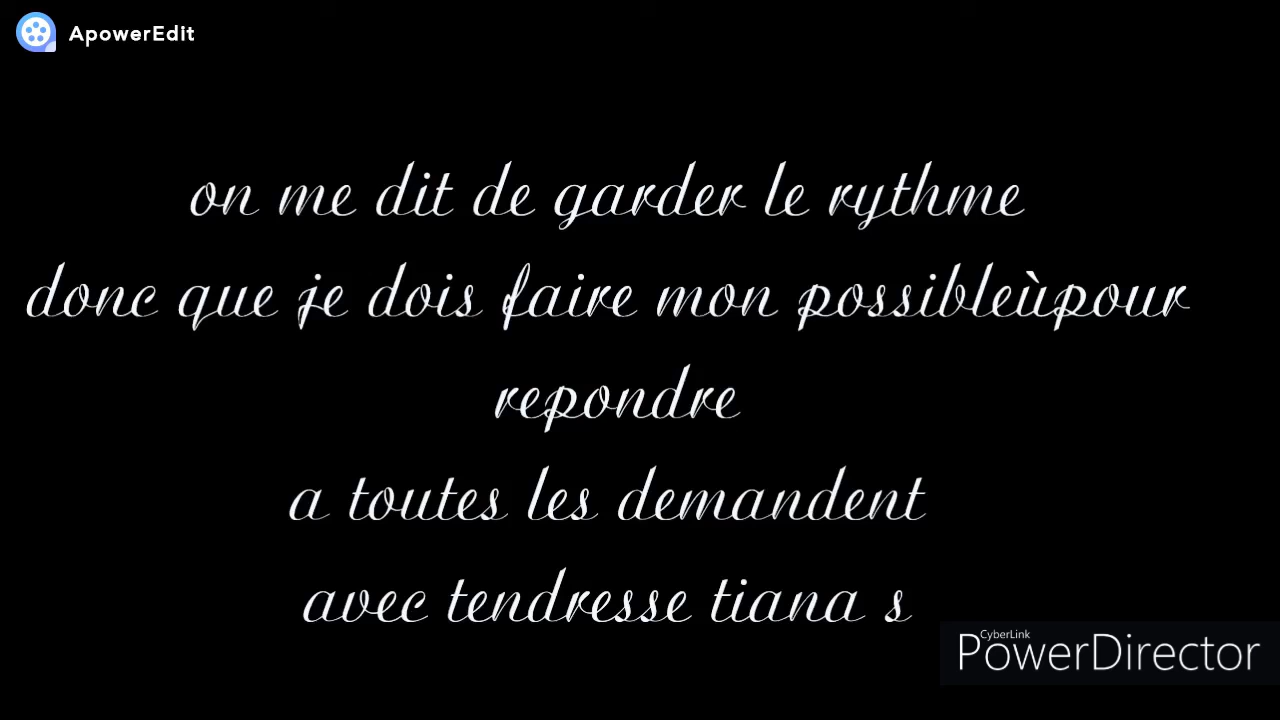 ApowerEdit
on me dit de garder le rythme
donc que je dois faire mon possibleùpour
repondre
a toutes les demandent
avec tendresse tiana s
CyberLink
PowerDirector